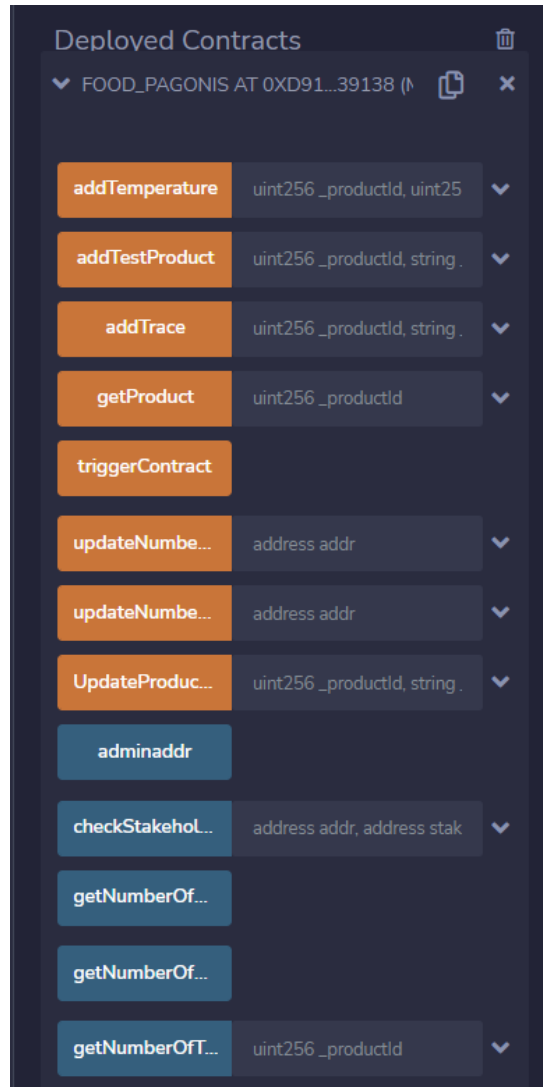 Deployed Contracts
FOOD_PAGONIS AT 0XD91...39138 (M
addTemperature uint256 _productId, uint25
addTestProduct uint256 _productId, string _
addTrace uint256 _productId, string _
getProduct uint256 _productId
triggerContract
updateNumbe... address addr
updateNumbe... address addr
UpdateProduc... uint256 _productId, string _
adminaddr
checkStakehol... address addr, address stak
getNumberOf...
getNumberOf...
getNumberOfT... uint256 _productId